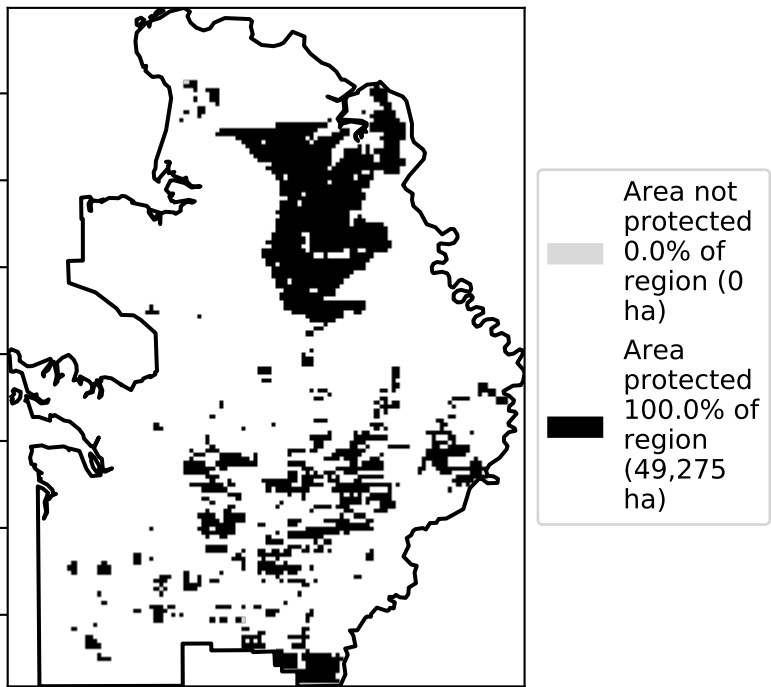 Area not
protected
0.0% of
region (0
ha)
Area
protected
100.0% of
region
(49,275
ha)